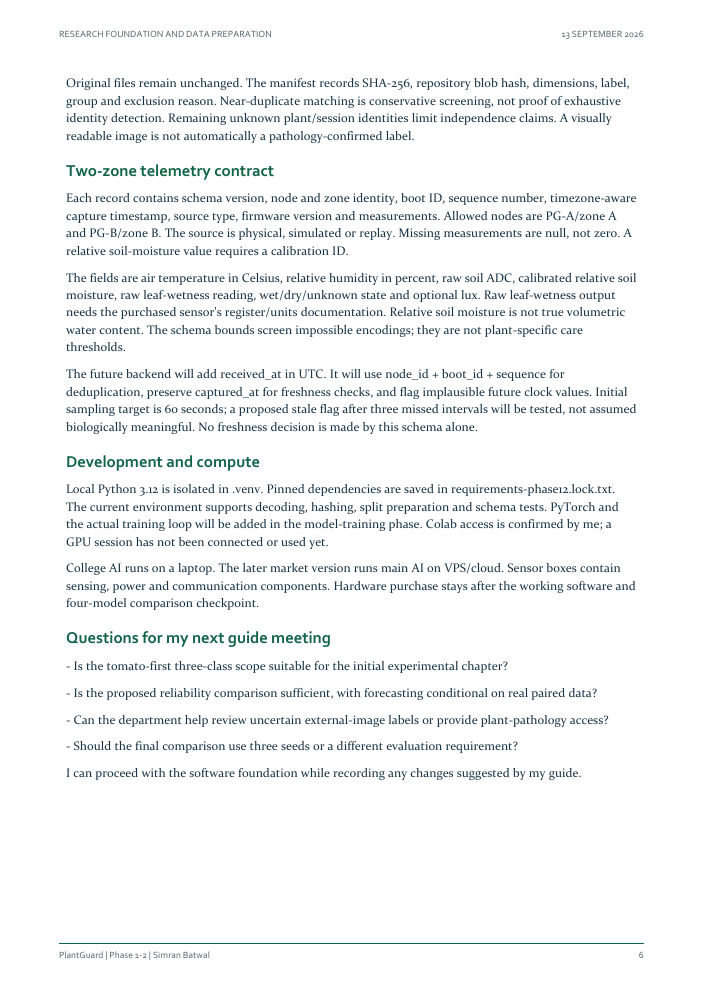 RESEARCH FOUNDATION AND DATA PREPARATION
13 SEPTEMBER 2026
Original files remain unchanged. The manifest records SHA-256, repository blob hash, dimensions, label,
group and exclusion reason. Near-duplicate matching is conservative screening, not proof of exhaustive
identity detection. Remaining unknown plant/session identities limit independence claims. A visually
readable image is not automatically a pathology-confirmed label.
Two-zone telemetry contract
Each record contains schema version, node and zone identity, boot ID, sequence number, timezone-aware
capture timestamp, source type, firmware version and measurements. Allowed nodes are PG-A/zone A
and PG-B/zone B. The source is physical, simulated or replay. Missing measurements are null, not zero. A
relative soil-moisture value requires a calibration ID.
The fields are air temperature in Celsius, relative humidity in percent, raw soil ADC, calibrated relative soil
moisture, raw leaf-wetness reading, wet/dry/unknown state and optional lux. Raw leaf-wetness output
needs the purchased sensor's register/units documentation. Relative soil moisture is not true volumetric
water content. The schema bounds screen impossible encodings; they are not plant-specific care
thresholds.
The future backend will add received_at in UTC. It will use node_id + boot_id + sequence for
deduplication, preserve captured_at for freshness checks, and flag implausible future clock values. Initial
sampling target is 60 seconds; a proposed stale flag after three missed intervals will be tested, not assumed
biologically meaningful. No freshness decision is made by this schema alone.
Development and compute
Local Python 3.12 is isolated in .venv. Pinned dependencies are saved in requirements-phase12.lock.txt.
The current environment supports decoding, hashing, split preparation and schema tests. PyTorch and
the actual training loop will be added in the model-training phase. Colab access is confirmed by me; a
GPU session has not been connected or used yet.
College AI runs on a laptop. The later market version runs main AI on VPS/cloud. Sensor boxes contain
sensing, power and communication components. Hardware purchase stays after the working software and
four-model comparison checkpoint.
Questions for my next guide meeting
- Is the tomato-first three-class scope suitable for the initial experimental chapter?
- Is the proposed reliability comparison sufficient, with forecasting conditional on real paired data?
- Can the department help review uncertain external-image labels or provide plant-pathology access?
- Should the final comparison use three seeds or a different evaluation requirement?
I can proceed with the software foundation while recording any changes suggested by my guide.
PlantGuard | Phase 1-2 | Simran Batwal
6